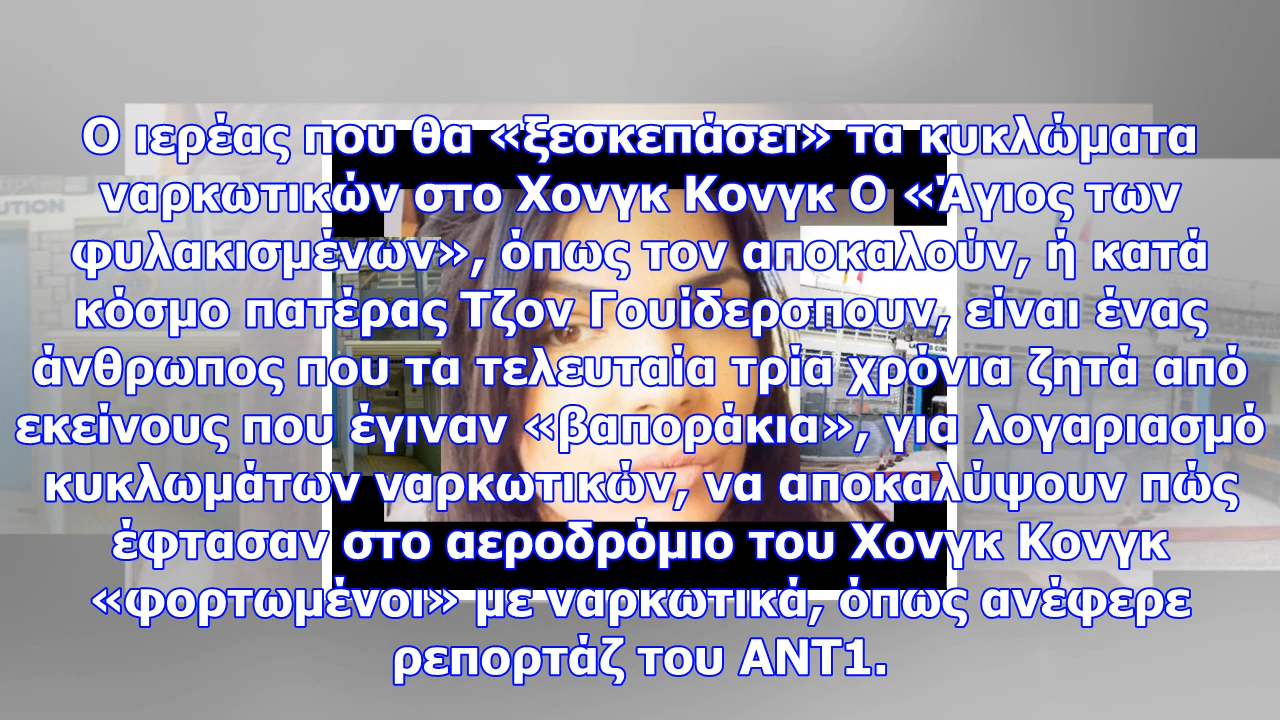 Ο ιερέας που θα «ξεσκεπάσει» τα κυκλώματα
ναρκωτικών στο Χονγκ Κονγκ Ο «Άγιος των
φυλακισμένων», όπως τον αποκαλούν, ή κατά
κόσμο πατέρας Τζον Γουίδερσπουν, είναι ένας
άνθρωπος που τα τελευταία τρία χρόνια ζητά από
εκείνους που έγιναν «βαποράκια», για λογαριασμό
κυκλωμάτων ναρκωτικών, να αποκαλύψουν πώς
έφτασαν στο αεροδρόμιο του Χονγκ Κονγκ
«φορτωμένοι» με ναρκωτικά, όπως ανέφερε
ρεπορτάζ του ΑΝΤ1.
UTION